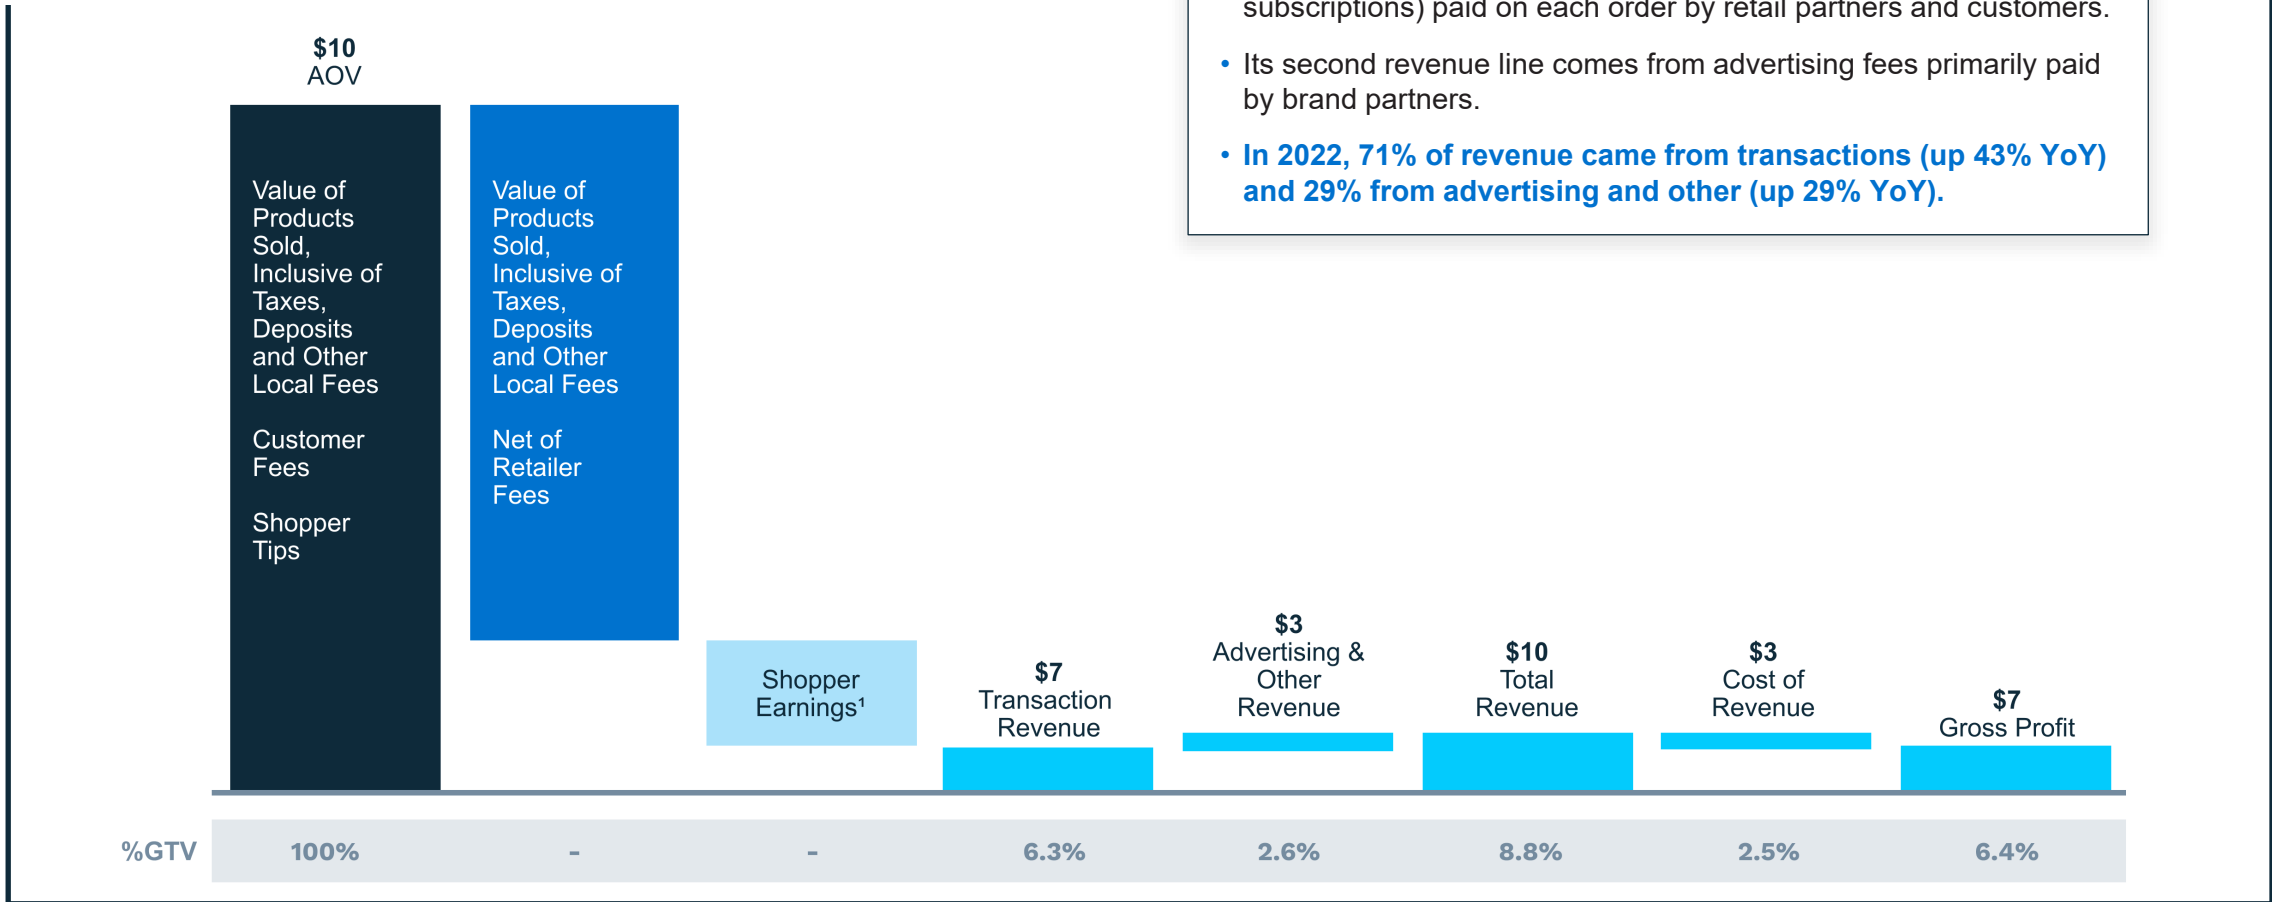 subscriptions) paid on each order by retail partners and customers.
• Its second revenue line comes from advertising fees primarily paid
by brand partners.
• In 2022, 71% of revenue came from transactions (up 43% YoY)
and 29% from advertising and other (up 29% YoY).
$10
AOV
Value of
Products
Sold,
Inclusive of
Taxes,
Deposits
and Other
Local Fees
Customer
Fees
Shopper
Tips
Value of
Products
Sold,
Inclusive of
Taxes,
Deposits
and Other
Local Fees
Net of
Retailer
Fees
Shopper
Earnings¹
$7
Transaction
Revenue
$3
Advertising &
Other
Revenue
$10
Total
Revenue
$3
Cost of
Revenue
$7
Gross Profit
%GTV 100% - - 6.3% 2.6% 8.8% 2.5% 6.4%